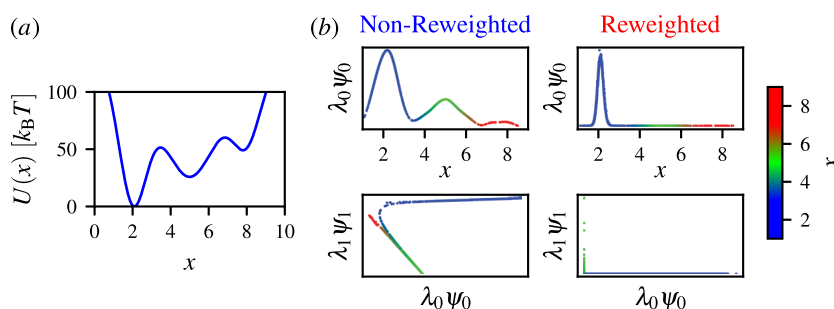 (a)
U(x) [k_BT]
100
50
0
0 2 4 6 8 10
x
(b)
Non-Reweighted
Reweighted
λ₀ψ₀
2 4 6 8
x
λ₀ψ₀
2 4 6 8
x
λ₁ψ₁
λ₀ψ₀
λ₁ψ₁
λ₀ψ₀
8
6
4
2
x